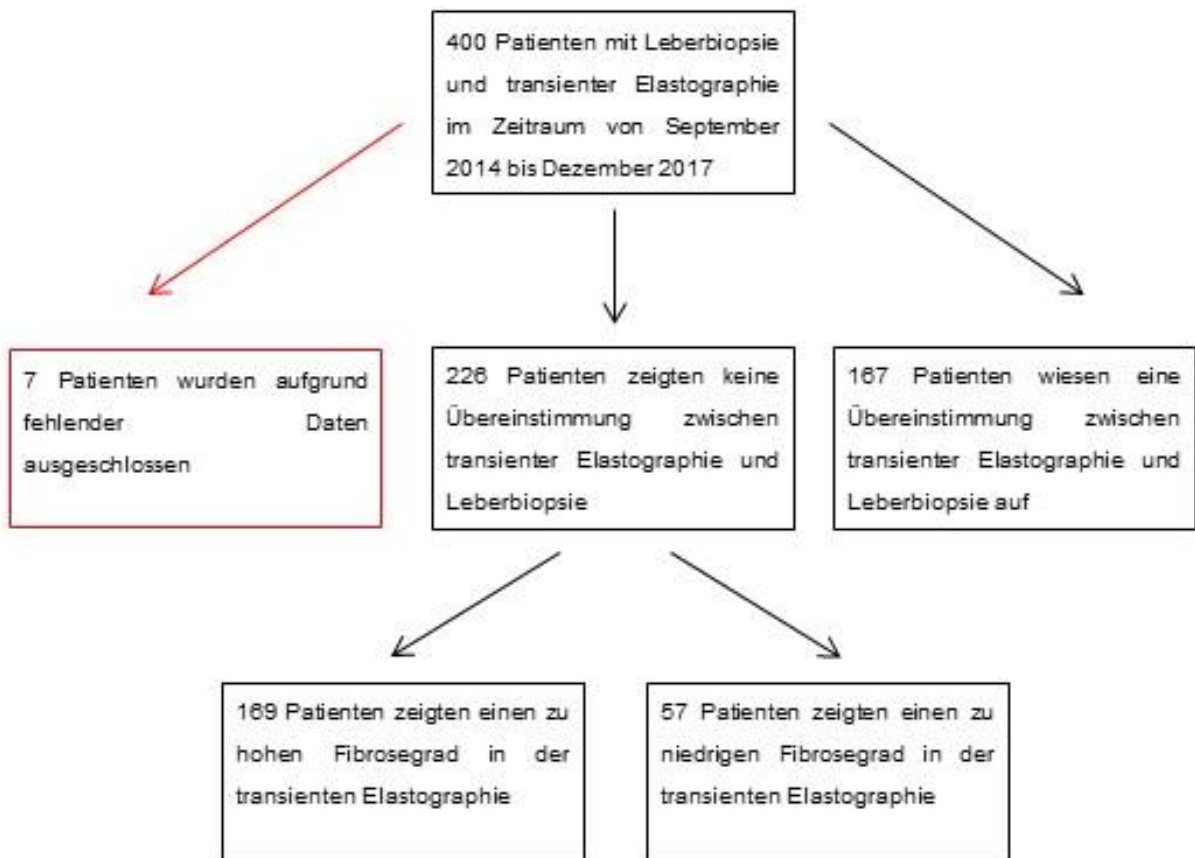 400 Patienten mit Leberbiopsie
und transienter Elastographie
im Zeitraum von September
2014 bis Dezember 2017
7 Patienten wurden aufgrund
fehlender Daten
ausgeschlossen
226 Patienten zeigten keine
Übereinstimmung zwischen
transienter Elastographie und
Leberbiopsie
167 Patienten wiesen eine
Übereinstimmung zwischen
transienter Elastographie und
Leberbiopsie auf
169 Patienten zeigten einen zu
hohen Fibrosegrad in der
transienten Elastographie
57 Patienten zeigten einen zu
niedrigen Fibrosegrad in der
transienten Elastographie